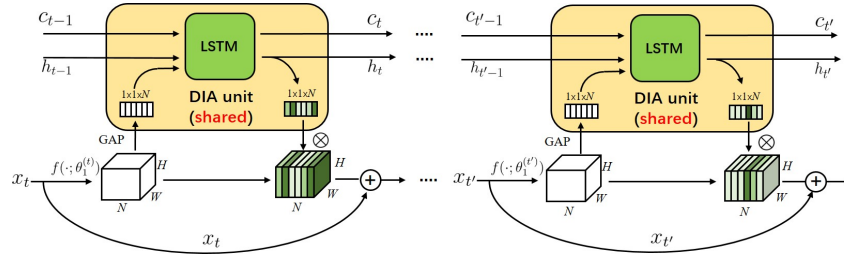 c_{t-1} LSTM c_t .... c_{t'-1} LSTM c_{t'}
h_{t-1} h_t .... h_{t'-1} h_{t'}
1x1xN 1x1xN 1x1xN 1x1xN
DIA unit DIA unit
(shared) (shared)
GAP ⊗ GAP ⊗
x_t f(·; θ_1^{(t)}) H H + .... x_{t'} f(·; θ_1^{(t')}) H H +
W W W W
N N N N
x_t x_{t'}